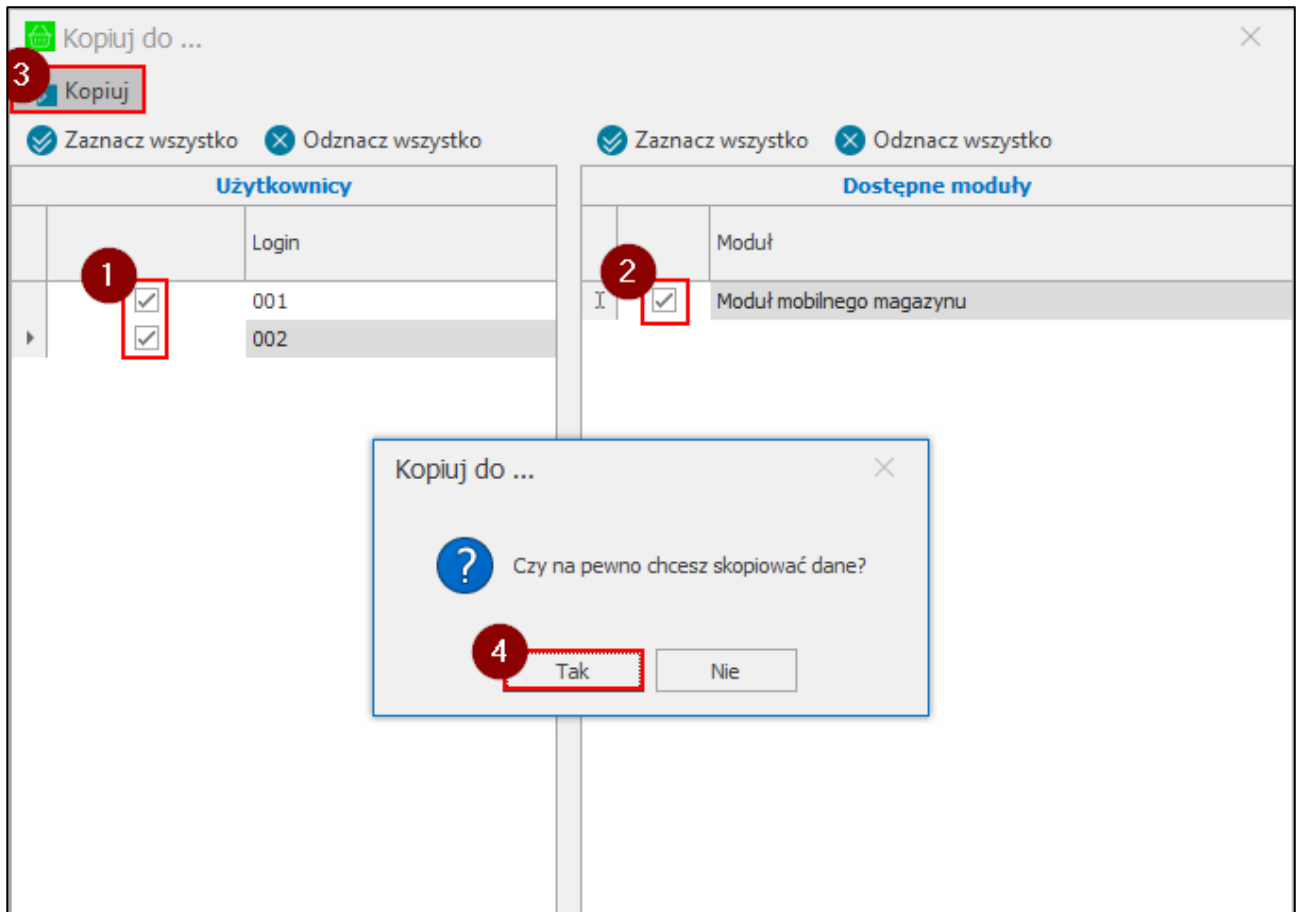 Kopiuj do ...
3
Kopiuj
Zaznacz wszystko Odznacz wszystko Zaznacz wszystko Odznacz wszystko
Użytkownicy Dostępne moduły
Login Moduł
1 2
001 Moduł mobilnego magazynu
002
Kopiuj do ...
? Czy na pewno chcesz skopiować dane?
4
Tak Nie